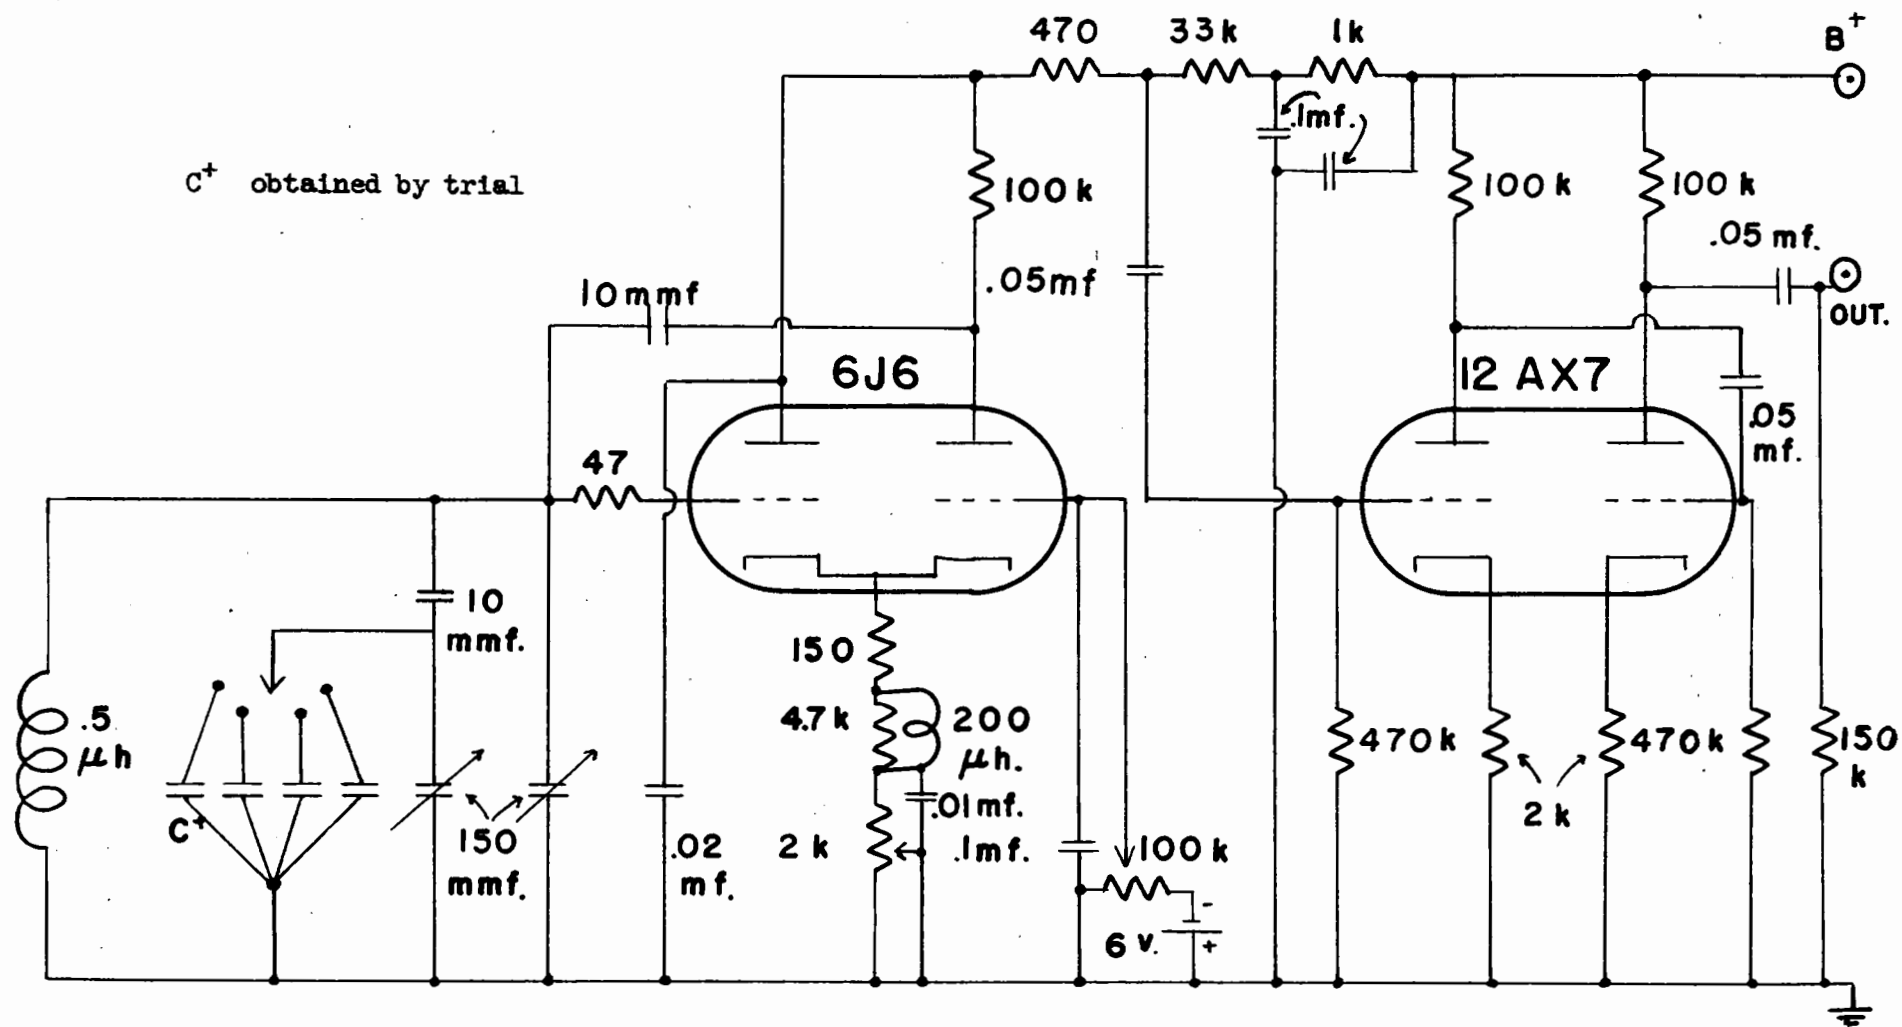 470
33k
1k
B+
.1mf.
C+ obtained by trial
100k
100k
100k
.05 mf.
.05mf
10mmf
OUT.
6J6
12 AX7
.05
mf.
47
10
mmf.
150
.5
μh
4.7k
200
μh.
470k
470k
150
k
C+
150
mmf.
.02
mf.
2k
.01mf.
.1mf.
100k
2k
-
6 v.
+